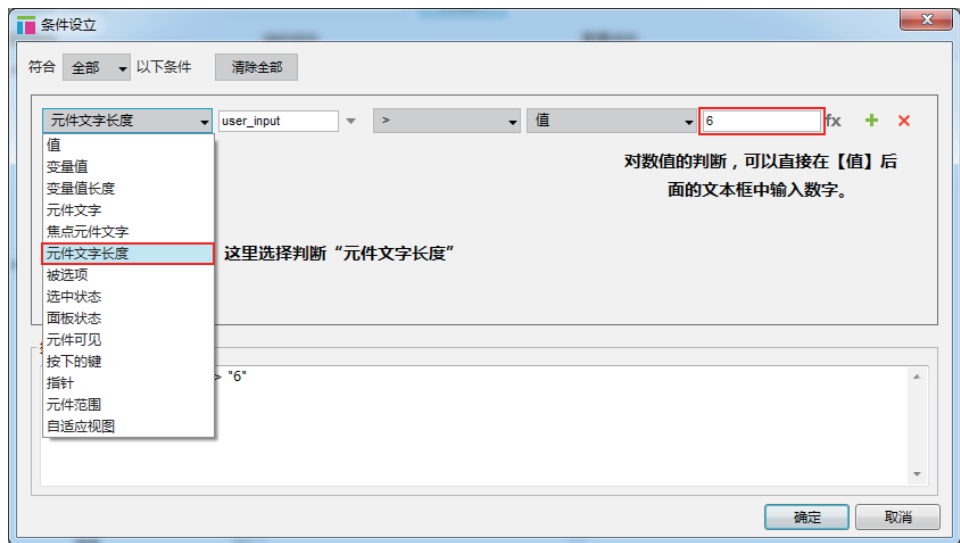 条件设立
符合 全部 以下条件 清除全部
元件文字长度 user_input > 值 6 fx
值
变量值
变量值长度
元件文字
焦点元件文字
元件文字长度
被选项
选中状态
面板状态
元件可见
按下的键
指针
元件范围
自适应视图
对数值的判断，可以直接在【值】后
面的文本框中输入数字。
这里选择判断“元件文字长度”
> "6"
确定 取消